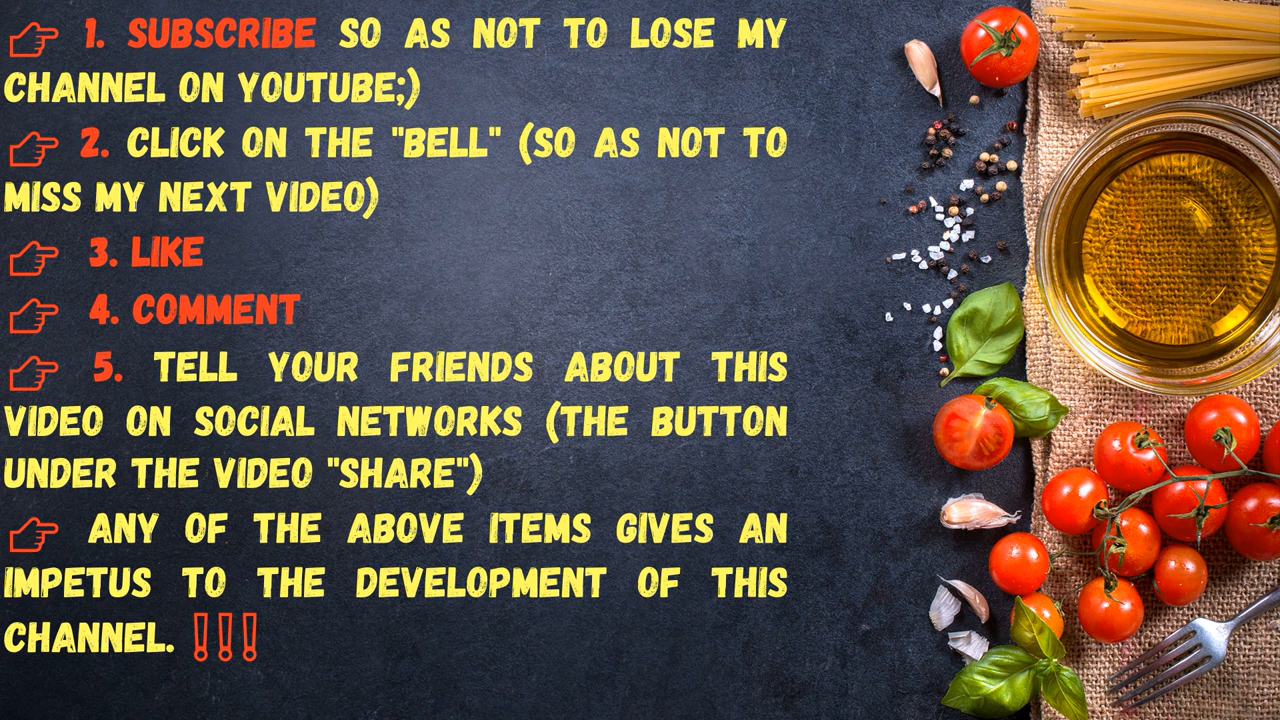 👉 1. SUBSCRIBE SO AS NOT TO LOSE MY
CHANNEL ON YOUTUBE;)
👉 2. CLICK ON THE "BELL" (SO AS NOT TO
MISS MY NEXT VIDEO)
👉 3. LIKE
👉 4. COMMENT
👉 5. TELL YOUR FRIENDS ABOUT THIS
VIDEO ON SOCIAL NETWORKS (THE BUTTON
UNDER THE VIDEO "SHARE")
👉 ANY OF THE ABOVE ITEMS GIVES AN
IMPETUS TO THE DEVELOPMENT OF THIS
CHANNEL. ❗❗❗